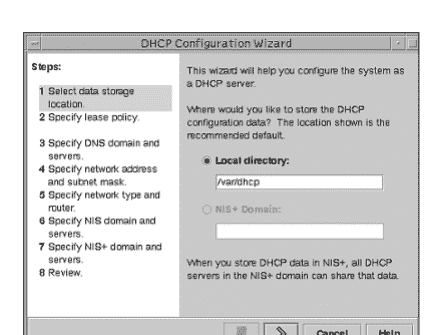 DHCP Configuration Wizard
Steps:
1 Select data storage
location.
2 Specify lease policy.
3 Specify DNS domain and
servers.
4 Specify network address
and subnet mask.
5 Specify network type and
router.
6 Specify NIS domain and
servers.
7 Specify NIS+ domain and
servers.
8 Review.
This wizard will help you configure the system as
a DHCP server.
Where would you like to store the DHCP
configuration data? The location shown is the
recommended default.
Local directory:
/var/dhcp
NIS+ Domain:
When you store DHCP data in NIS+, all DHCP
servers in the NIS+ domain can share that data.
Cancel
Help